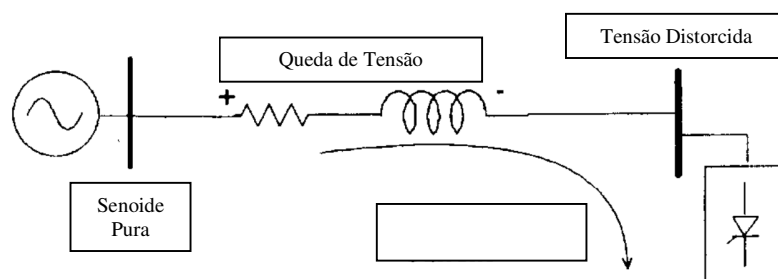 Tensão Distorcida
Queda de Tensão
+
-
Senoide
Pura